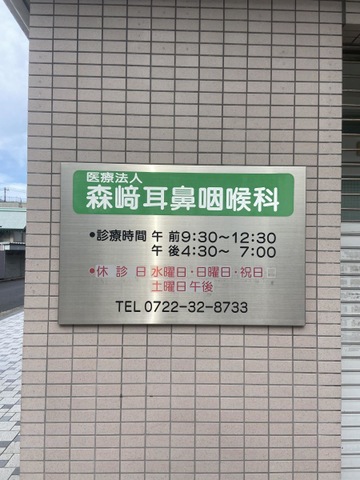 医療法人
森﨑耳鼻咽喉科
●診療時間 午前9:30～12:30
午後4:30～ 7:00
●休診日 水曜日・日曜日・祝日
土曜日午後
TEL 0722-32-8733